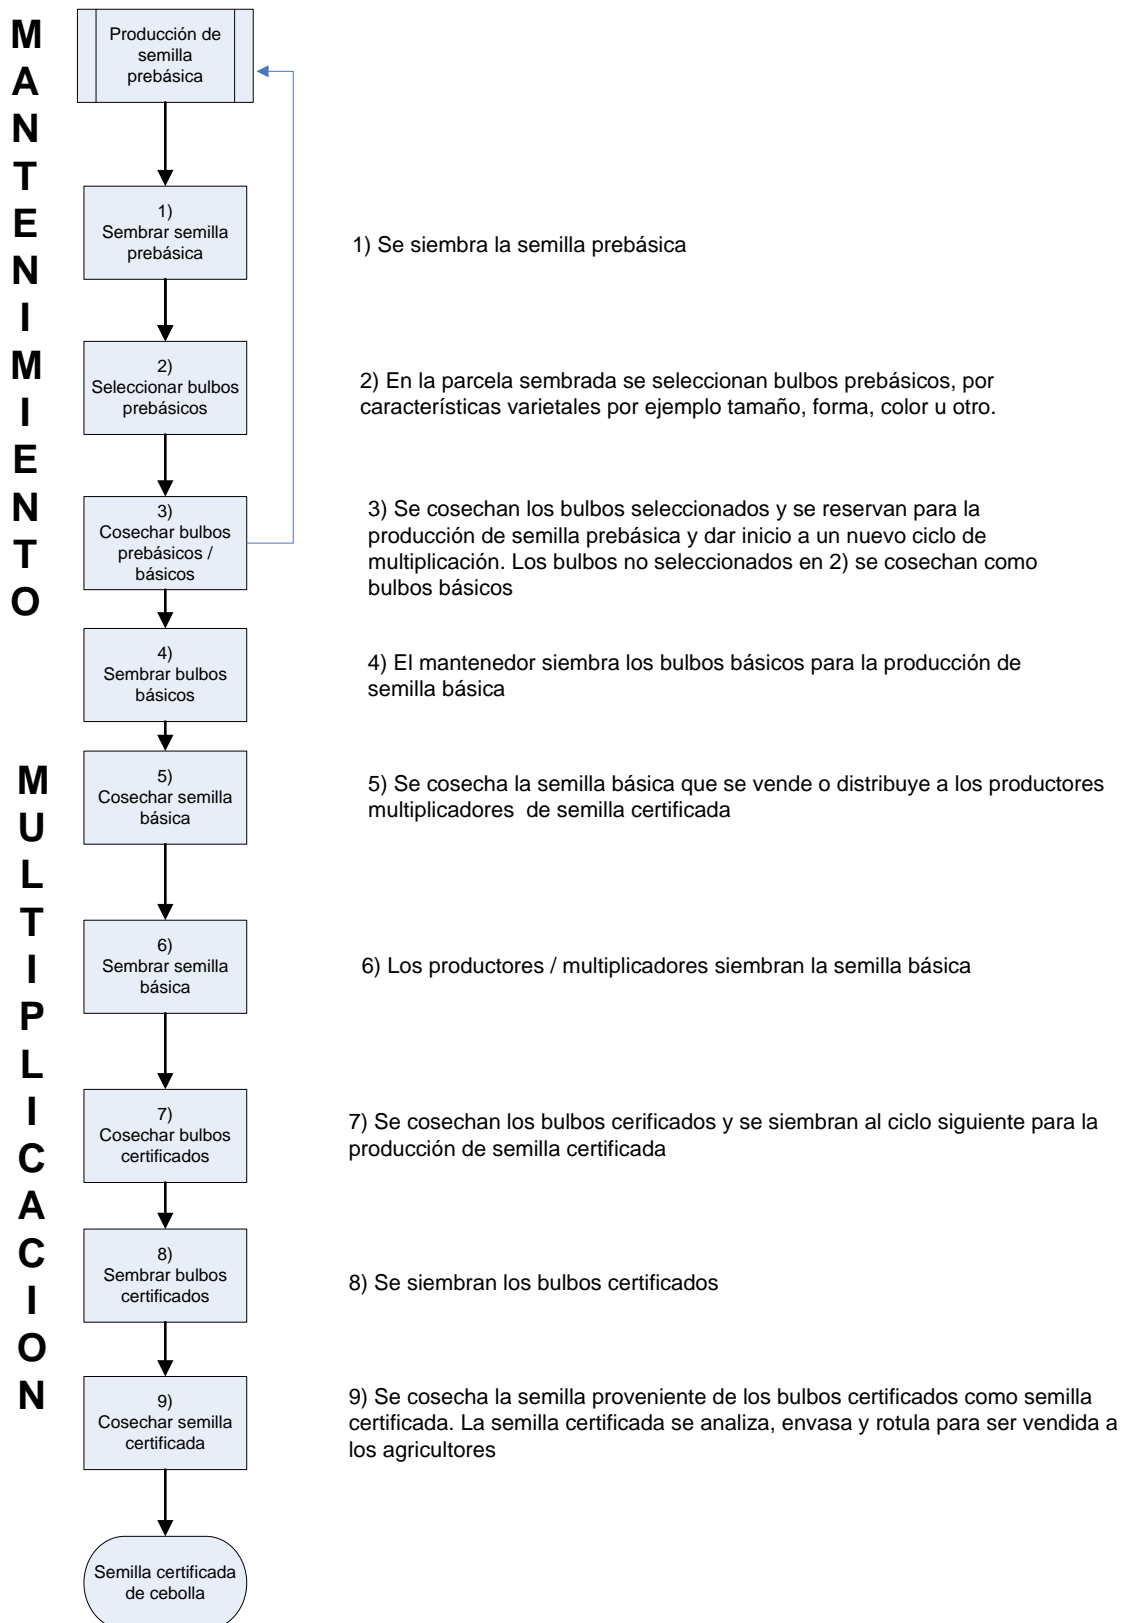 MANTENIMIENTO
Producción de
semilla
prebásica
1)
Sembrar semilla
prebásica
1) Se siembra la semilla prebásica
2)
Seleccionar bulbos
prebásicos
2) En la parcela sembrada se seleccionan bulbos prebásicos, por
características varietales por ejemplo tamaño, forma, color u otro.
3)
Cosechar bulbos
prebásicos /
básicos
3) Se cosechan los bulbos seleccionados y se reservan para la
producción de semilla prebásica y dar inicio a un nuevo ciclo de
multiplicación. Los bulbos no seleccionados en 2) se cosechan como
bulbos básicos
4)
Sembrar bulbos
básicos
4) El mantenedor siembra los bulbos básicos para la producción de
semilla básica
MULTIPLICACION
5)
Cosechar semilla
básica
5) Se cosecha la semilla básica que se vende o distribuye a los productores
multiplicadores  de semilla certificada
6)
Sembrar semilla
básica
6) Los productores / multiplicadores siembran la semilla básica
7)
Cosechar bulbos
certificados
7) Se cosechan los bulbos cerificados y se siembran al ciclo siguiente para la
producción de semilla certificada
8)
Sembrar bulbos
certificados
8) Se siembran los bulbos certificados
9)
Cosechar semilla
certificada
9) Se cosecha la semilla proveniente de los bulbos certificados como semilla
certificada. La semilla certificada se analiza, envasa y rotula para ser vendida a
los agricultores
Semilla certificada
de cebolla